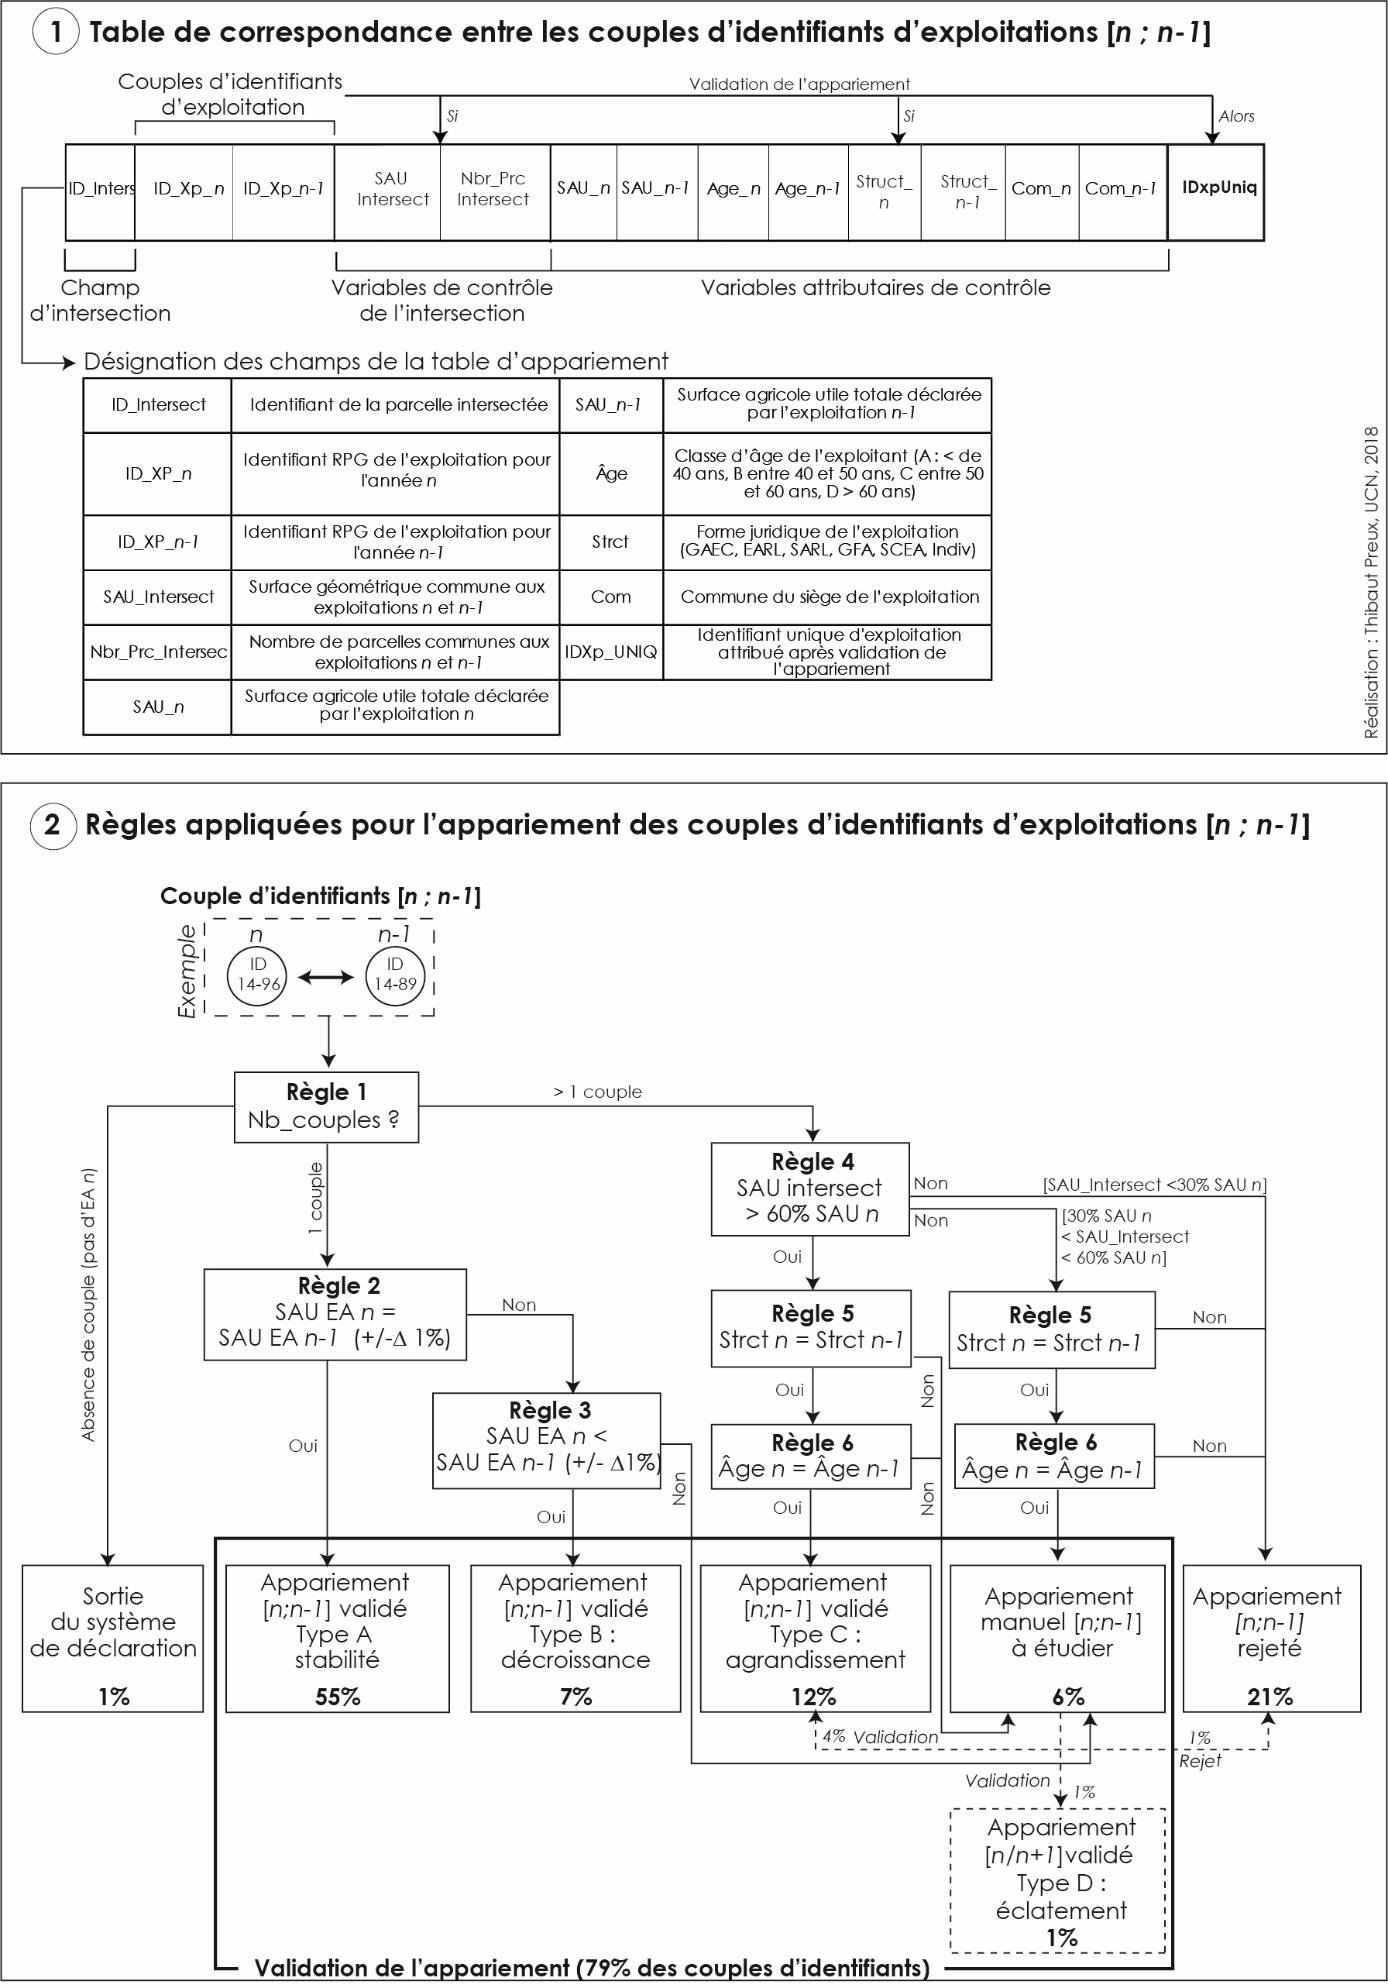 1 Table de correspondance entre les couples d'identifiants d'exploitations [n ; n-1]
Couples d'identifiants
d'exploitation
Validation de l'appariement
Si
Si
Alors
ID_Inters
ID_Xp_n
ID_Xp_n-1
SAU
Intersect
Nbr_Prc
Intersect
SAU_n
SAU_n-1
Age_n
Age_n-1
Struct_
n
Struct_
n-1
Com_n
Com_n-1
IDxpUniq
Champ
d'intersection
Variables de contrôle
de l'intersection
Variables attributaires de contrôle
Désignation des champs de la table d'appariement
ID_Intersect
Identifiant de la parcelle intersectée
SAU_n-1
Surface agricole utile totale déclarée
par l'exploitation n-1
ID_XP_n
Identifiant RPG de l'exploitation pour
l'année n
Âge
Classe d'âge de l'exploitant (A : < de
40 ans, B entre 40 et 50 ans, C entre 50
et 60 ans, D > 60 ans)
ID_XP_n-1
Identifiant RPG de l'exploitation pour
l'année n-1
Strct
Forme juridique de l'exploitation
(GAEC, EARL, SARL, GFA, SCEA, Indiv)
SAU_Intersect
Surface géométrique commune aux
exploitations n et n-1
Com
Commune du siège de l'exploitation
Nbr_Prc_Intersec
Nombre de parcelles communes aux
exploitations n et n-1
IDXp_UNIQ
Identifiant unique d'exploitation
attribué après validation de
l'appariement
SAU_n
Surface agricole utile totale déclarée
par l'exploitation n
Réalisation : Thibaut Preux, UCN, 2018
2 Règles appliquées pour l'appariement des couples d'identifiants d'exploitations [n ; n-1]
Couple d'identifiants [n ; n-1]
Exemple
n
n-1
ID
14-96
ID
14-89
Règle 1
Nb_couples ?
> 1 couple
Absence de couple (pas d'EA n)
1 couple
Règle 4
SAU intersect
> 60% SAU n
Non
[SAU_Intersect <30% SAU n]
Non
[30% SAU n
< SAU_Intersect
< 60% SAU n]
Oui
Règle 2
SAU EA n =
SAU EA n-1 (+/-Δ 1%)
Non
Règle 5
Strct n = Strct n-1
Règle 5
Strct n = Strct n-1
Non
Non
Oui
Oui
Règle 3
SAU EA n <
SAU EA n-1 (+/- Δ1%)
Oui
Non
Règle 6
Âge n = Âge n-1
Règle 6
Âge n = Âge n-1
Non
Non
Oui
Oui
Oui
Sortie
du système
de déclaration
1%
Appariement
[n;n-1] validé
Type A
stabilité
55%
Appariement
[n;n-1] validé
Type B :
décroissance
7%
Appariement
[n;n-1] validé
Type C :
agrandissement
12%
Appariement
manuel [n;n-1]
à étudier
6%
Appariement
[n;n-1]
rejeté
21%
4% Validation
1%
Rejet
Validation
1%
Appariement
[n/n+1]validé
Type D :
éclatement
1%
Validation de l'appariement (79% des couples d'identifiants)